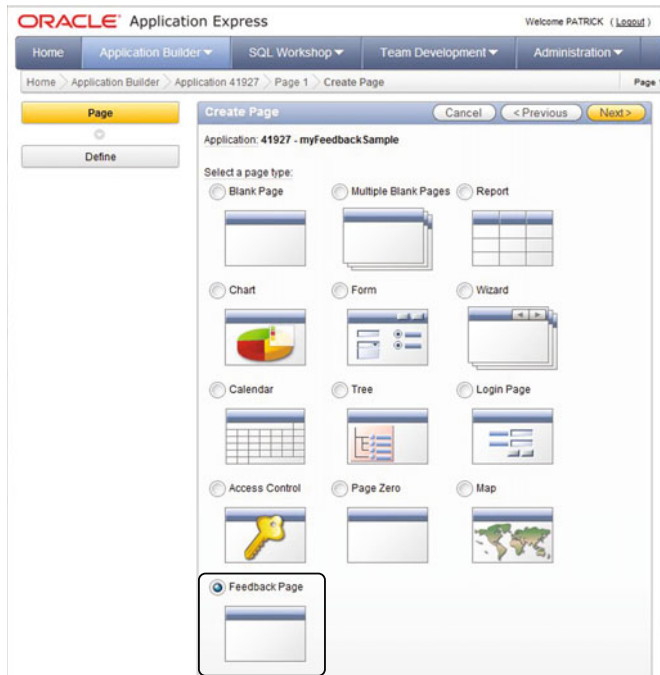 ORACLE Application Express
Welcome PATRICK ( Logout )
Home Application Builder SQL Workshop Team Development Administration
Home Application Builder Application 41927 Page 1 Create Page Page
Page
Define
Create Page Cancel < Previous Next >
Application: 41927 - myFeedbackSample
Select a page type:
Blank Page Multiple Blank Pages Report
Chart Form Wizard
Calendar Tree Login Page
Access Control Page Zero Map
Feedback Page